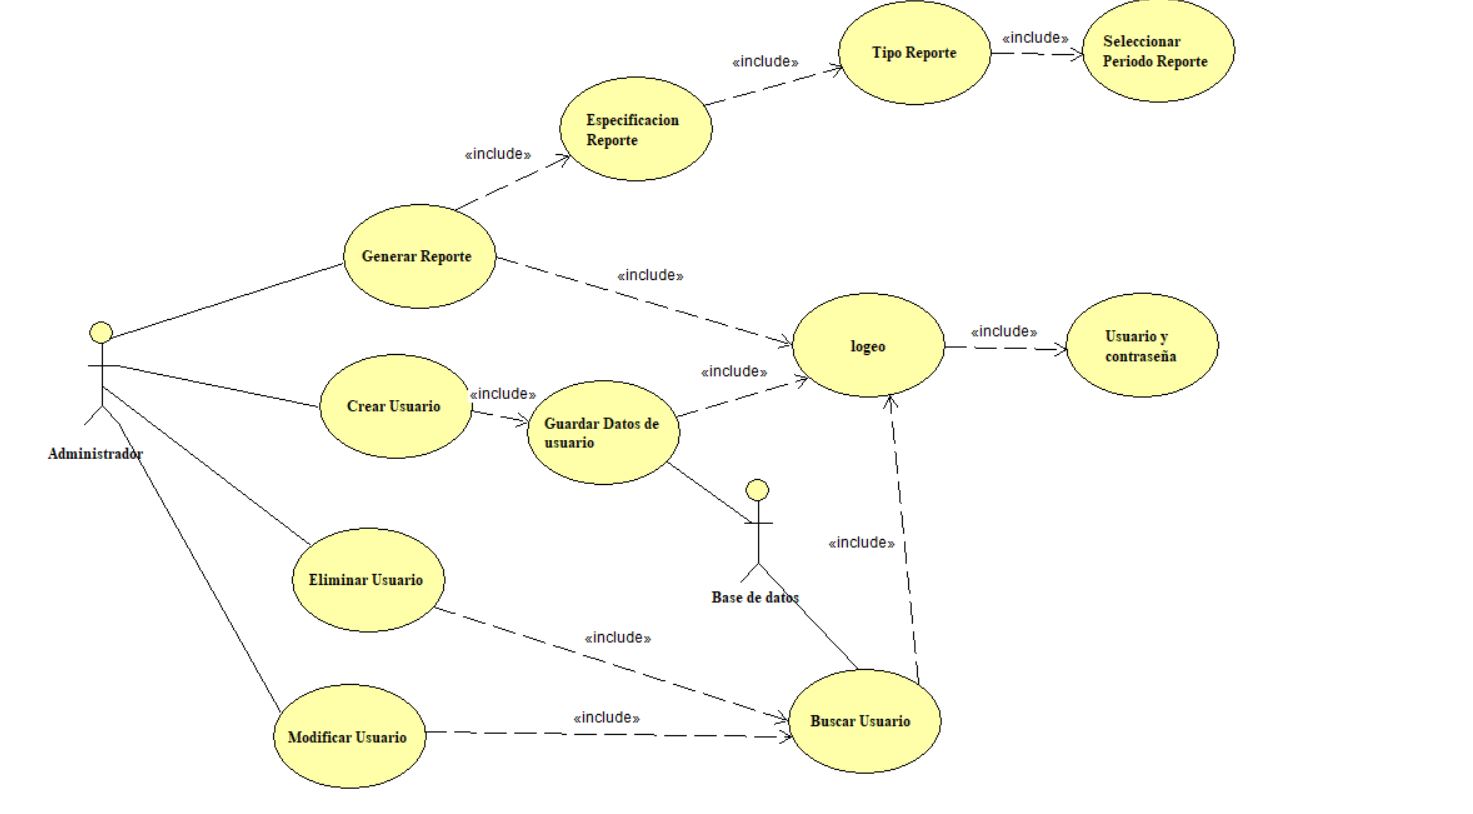 «include»
Tipo Reporte
Seleccionar
Periodo Reporte
«include»
Especificacion
Reporte
«include»
Generar Reporte
«include»
logeo
«include»
Usuario y
contraseña
«include»
Crear Usuario
«include»
Guardar Datos de
usuario
Administrador
«include»
Eliminar Usuario
Base de datos
«include»
«include»
Modificar Usuario
Buscar Usuario